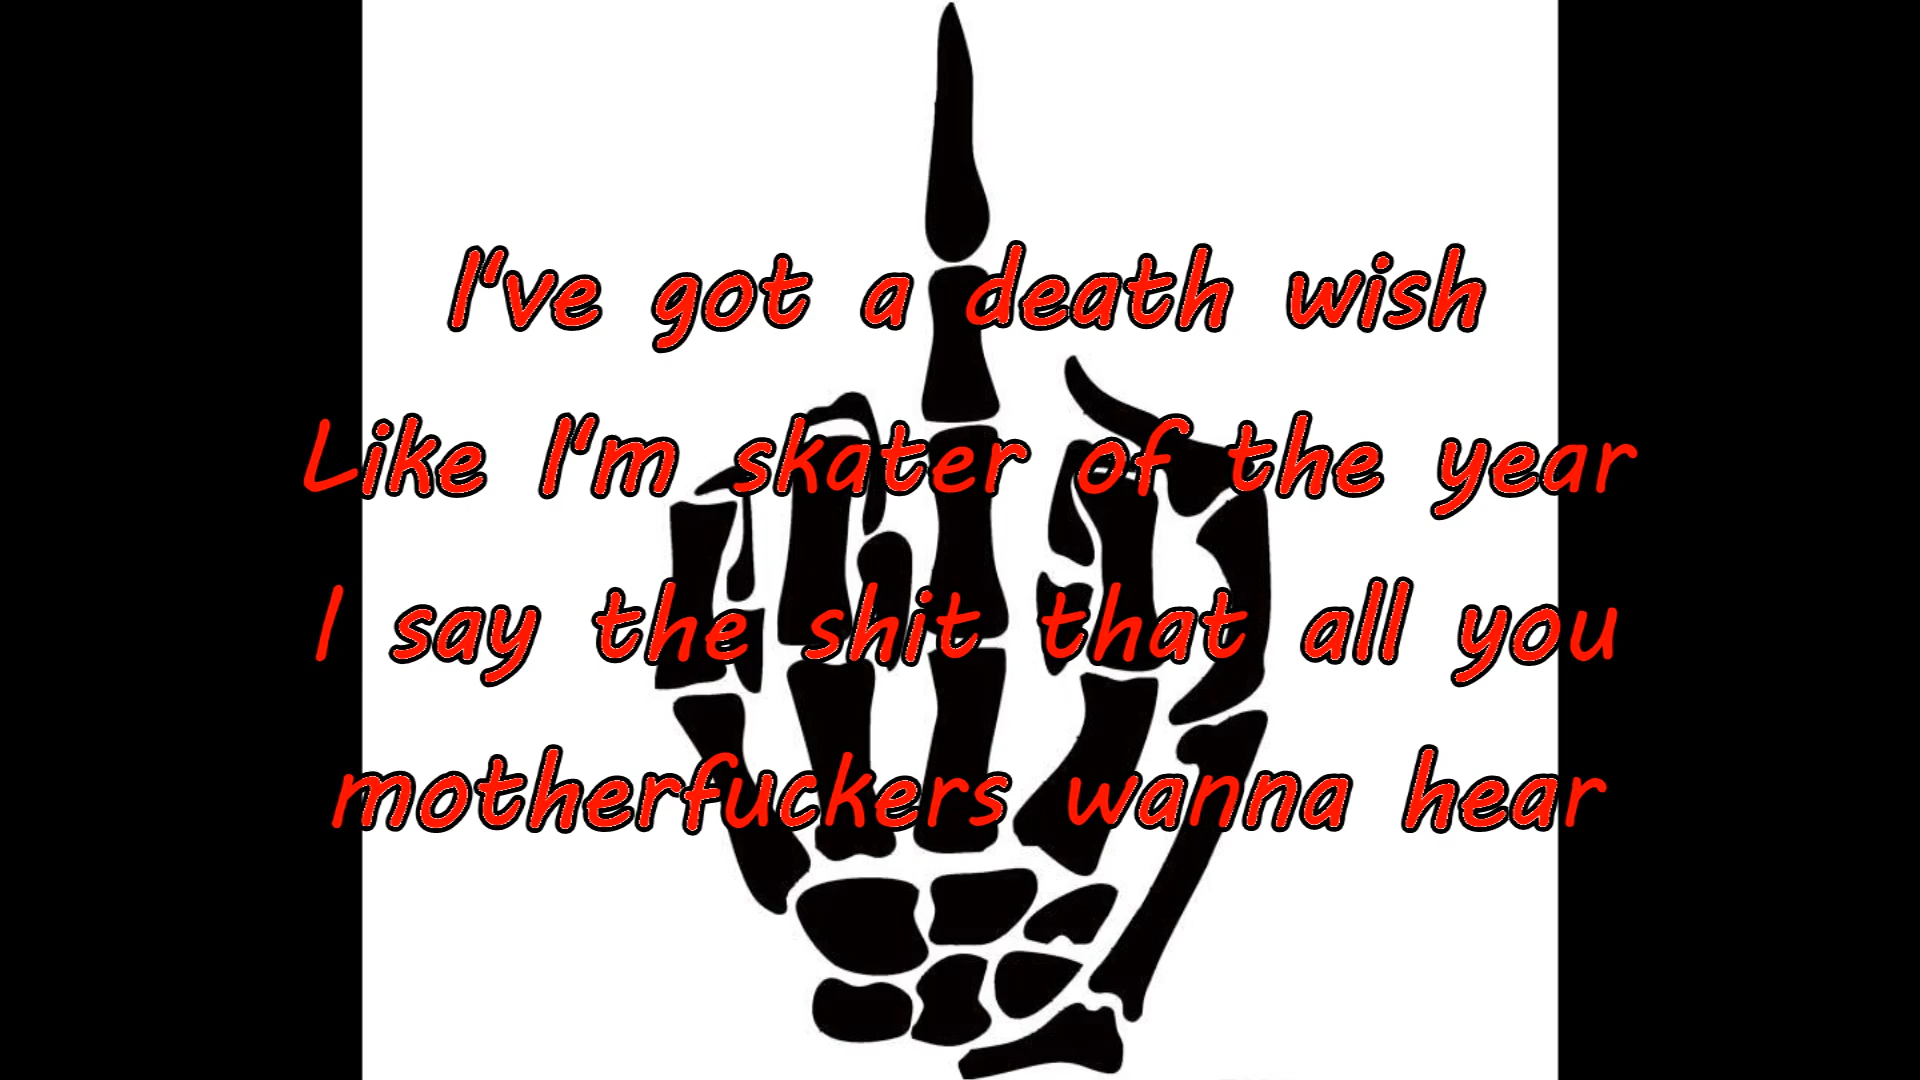 I've got a death wish
Like I'm skater of the year
I say the shit that all you
motherfuckers wanna hear